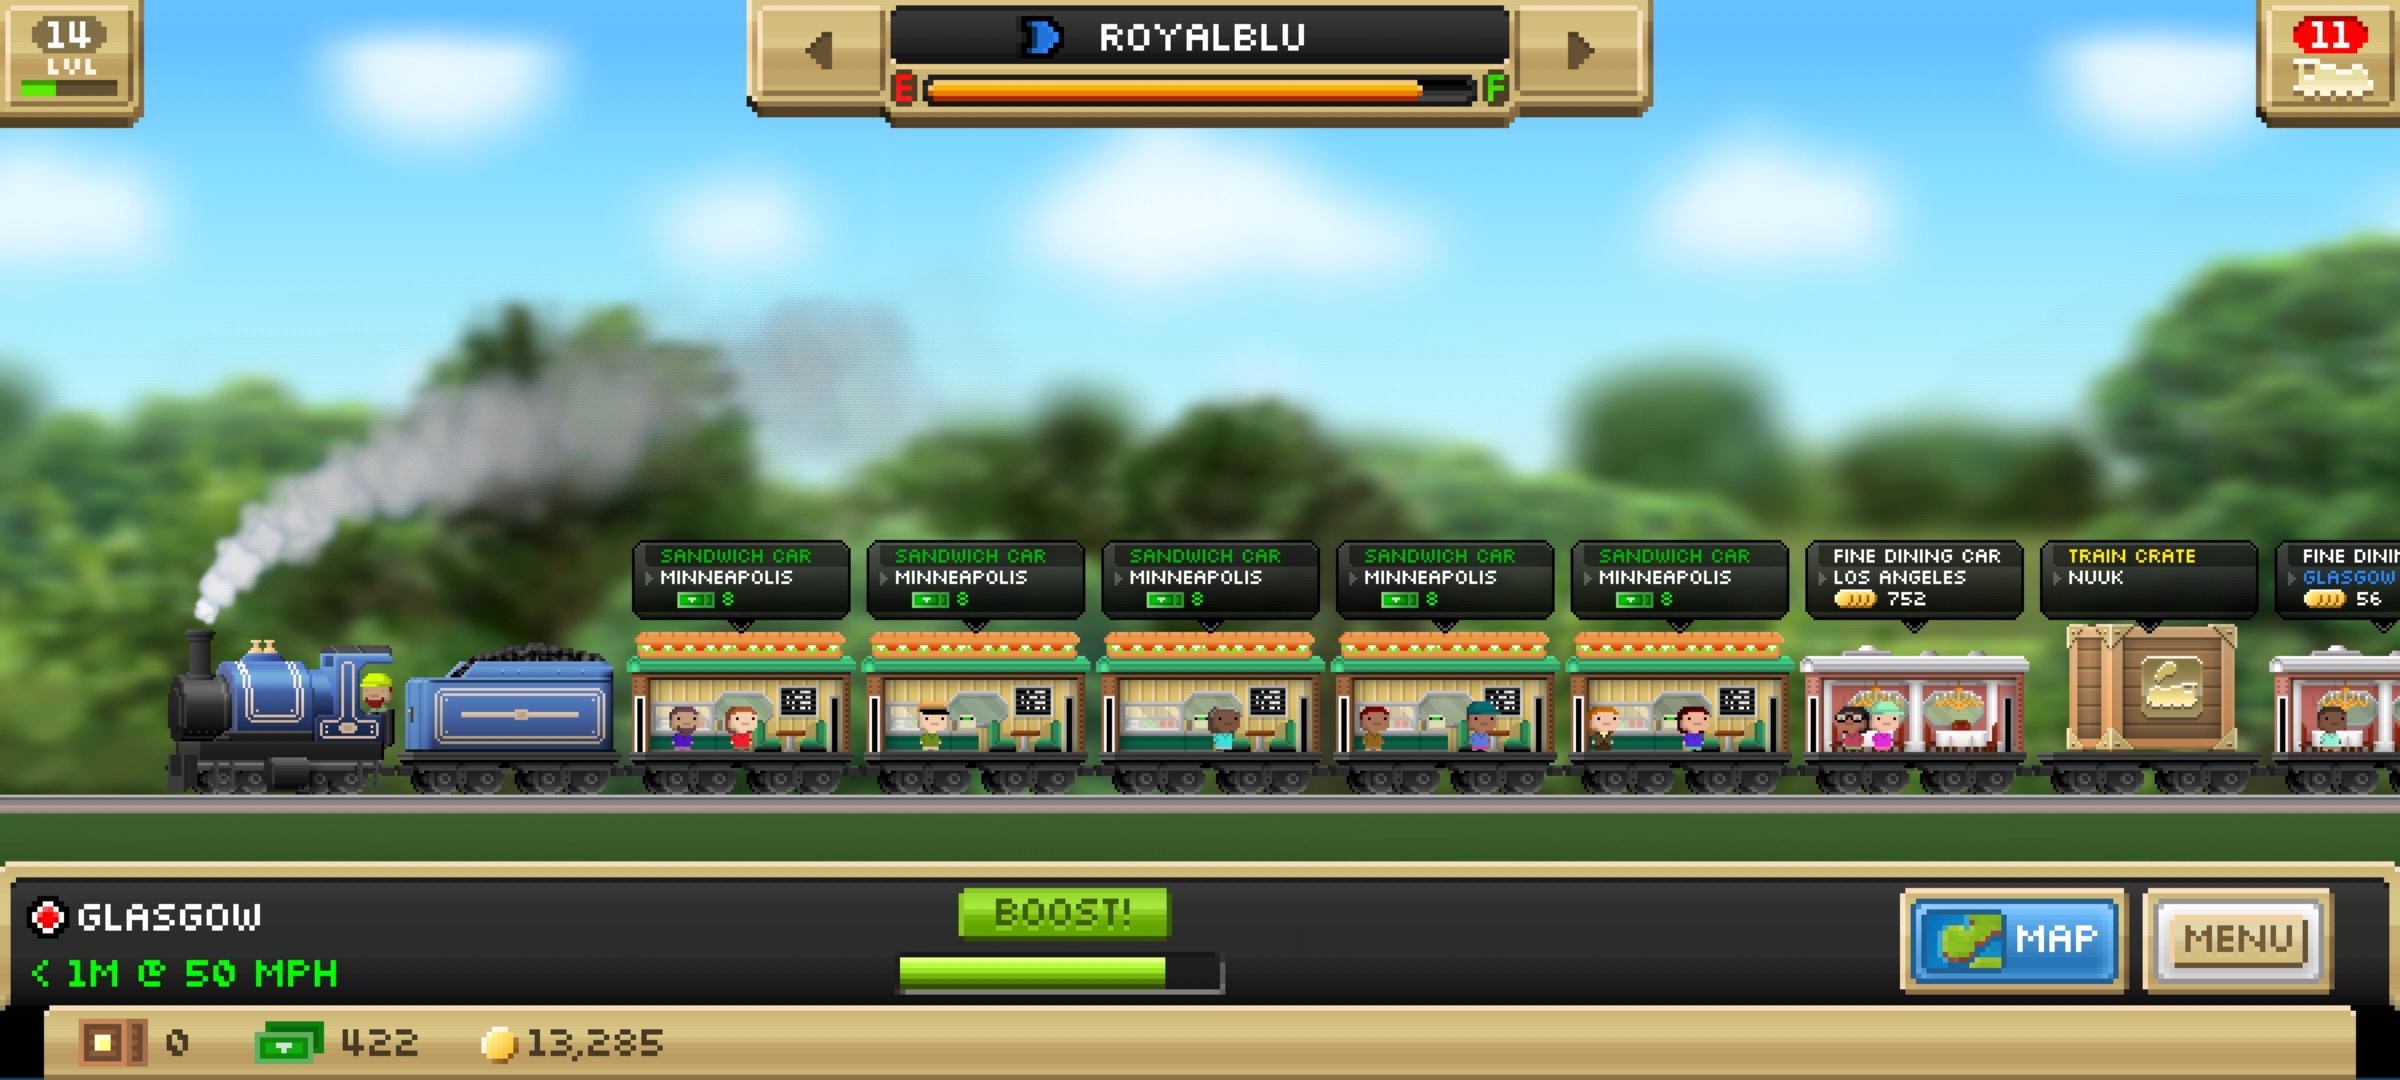 14
LVL
ROYALBLU
E
F
11
SANDWICH CAR
MINNEAPOLIS
8
SANDWICH CAR
MINNEAPOLIS
8
SANDWICH CAR
MINNEAPOLIS
8
SANDWICH CAR
MINNEAPOLIS
8
SANDWICH CAR
MINNEAPOLIS
8
FINE DINING CAR
LOS ANGELES
752
TRAIN CRATE
NUUK
FINE DININ
GLASGOW
56
GLASGOW
< 1M @ 50 MPH
BOOST!
MAP
MENU
0
422
13,285